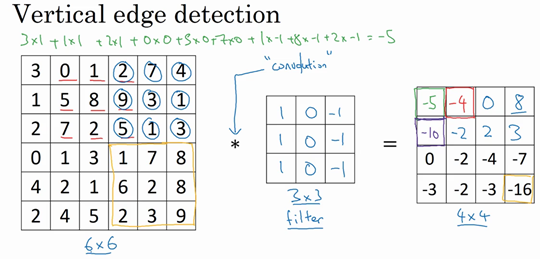 Vertical edge detection
3x1 + 1x1 + 2x1 + 0x0 + 5x0 + 7x0 + 1x-1 + 8x-1 + 2x-1 = -5
"convolution"
3 0 1 2 7 4
1 5 8 9 3 1
2 7 2 5 1 3
0 1 3 1 7 8
4 2 1 6 2 8
2 4 5 2 3 9
6x6
*
1 0 -1
1 0 -1
1 0 -1
3x3
filter
=
-5 -4 0 8
-10 -2 2 3
0 -2 -4 -7
-3 -2 -3 -16
4x4